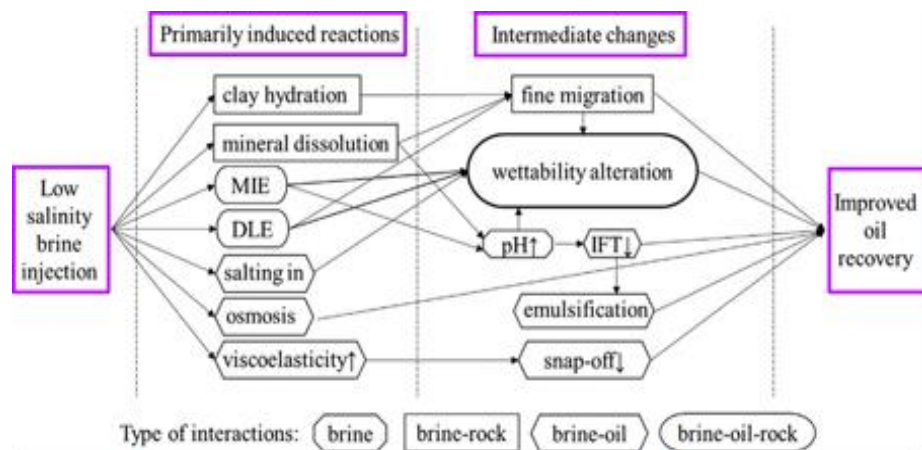 Primarily induced reactions
Intermediate changes
clay hydration
fine migration
mineral dissolution
wettability alteration
MIE
Low
salinity
brine
injection
DLE
Improved
oil
recovery
pH↑
IFT↓
salting in
osmosis
emulsification
viscoelasticity↑
snap-off↓
Type of interactions:
brine
brine-rock
brine-oil
brine-oil-rock